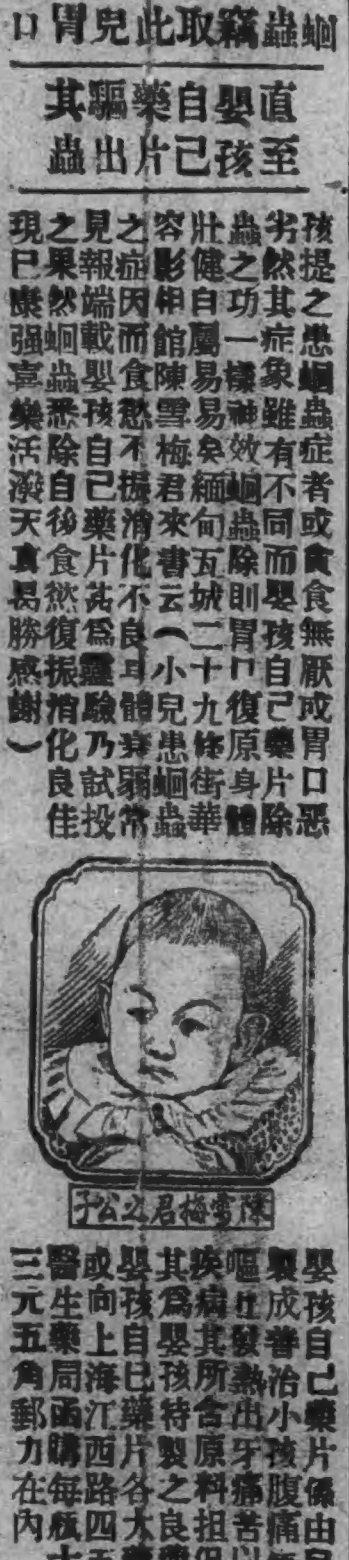 蛔蟲竊取此兒胃口
直至嬰孩自己藥片驅出其蟲
孩提之患蛔蟲症者或貪食無厭或胃口惡
劣然其症象雖有不同而嬰孩自己藥片除
蟲之功一樣神效蛔蟲除則胃口復原身體
壯健自屬易易矣緬甸瓦城二十九條街華
容影相館陳雪梅君來書云(小兒患蛔蟲
之症因而食慾不振消化不良身體衰弱常
見報端載嬰孩自己藥片甚爲靈驗乃試投
之果然蛔蟲悉除自後食慾復振消化良佳
現已康强喜樂活潑天真曷勝感謝)
陳雪梅君之公子
嬰孩自己藥片係由
製成善治小孩腹痛
嘔吐發熱出牙痛苦以
疾病其所含原料担保
其爲嬰孩特製之良
嬰孩自己藥片各大
或向上海江西路四
醫生藥局函購每瓶
三元五角郵力在內